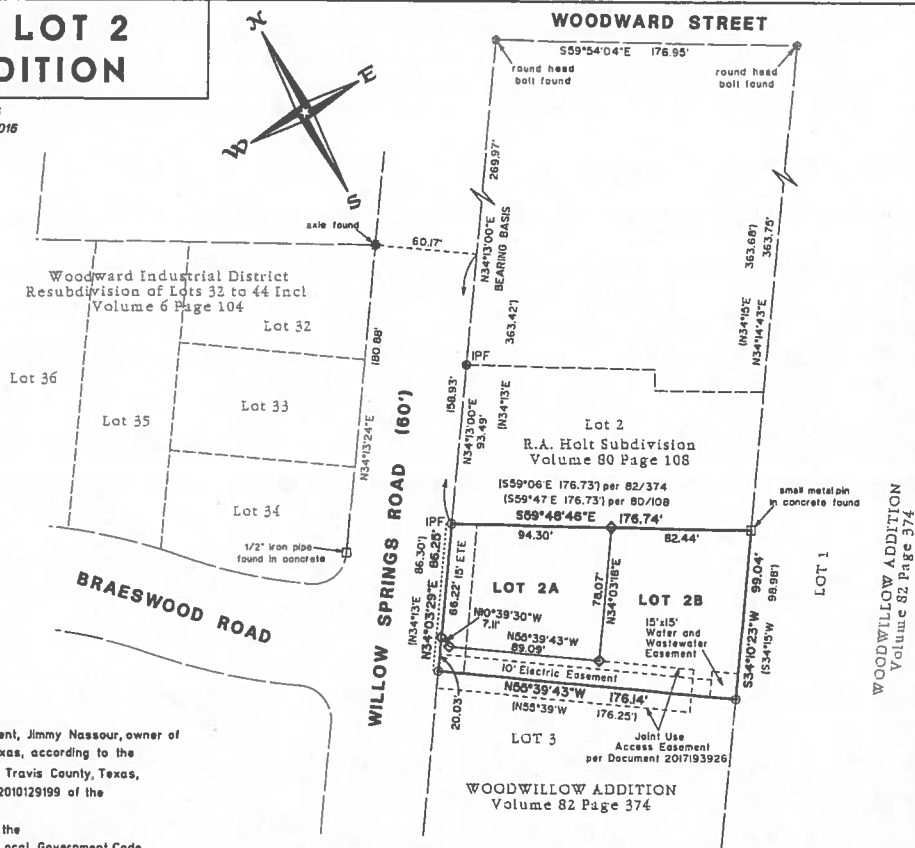 LOT 2
DITION
016
N
E
W
S
WOODWARD STREET
S59°54'04"E 176.95'
round head
bolt found
round head
bolt found
269.97'
N34°13'00"E
BEARING BASIS
363.42')
363.68')
363.75'
(N34°15'E
N34°14'43"E
axle found
60.17'
Woodward Industrial District
Resubdivision of Lots 32 to 44 Incl
Volume 6 Page 104
Lot 32
Lot 36
Lot 35
Lot 33
Lot 34
180.88'
N34°13'24"E
1/2" iron pipe
found in concrete
BRAESWOOD ROAD
WILLOW SPRINGS ROAD (60')
IPF
(158.93'
N34°13'00"E
93.49'
(N34°13'E
Lot 2
R.A. Holt Subdivision
Volume 80 Page 108
(S59°06'E 176.73') per 82/374
(S59°47'E 176.73') per 80/108
S59°48'46"E 176.74'
small metal pin
in concrete found
IPF
94.30'
82.44'
(N34°13'E 86.30')
N34°03'29"E 86.25'
66.22'
15' ETE
LOT 2A
78.07'
N34°03'18"E
LOT 2B
N10°39'30"W
7.11'
N55°39'43"W
89.09'
15'x15'
Water and
Wastewater
Easement
10' Electric Easement
N55°39'43"W 176.14'
(N55°39'W 176.25')
20.03'
S34°10'23"W 99.04'
(S34°15'W 98.98')
LOT 1
WOODWILLOW ADDITION
Volume 82 Page 374
Joint Use
Access Easement
per Document 2017193926
LOT 3
WOODWILLOW ADDITION
Volume 82 Page 374
ent, Jimmy Nassour, owner of
xas, according to the
Travis County, Texas,
2010129199 of the
the
Local Government Code